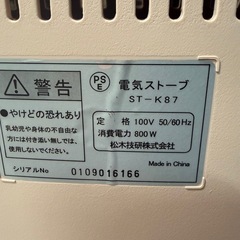 ⚠警告
●やけどの恐れあり
乳幼児や身体の不自由な
方には付き添い無しでは、
使用しないで下さい。
シリアルNo 0109016166
PSE 電気ストーブ
ST-K87
定格 100V 50/60Hz
消費電力 800W
松木技研株式会社
Made in China